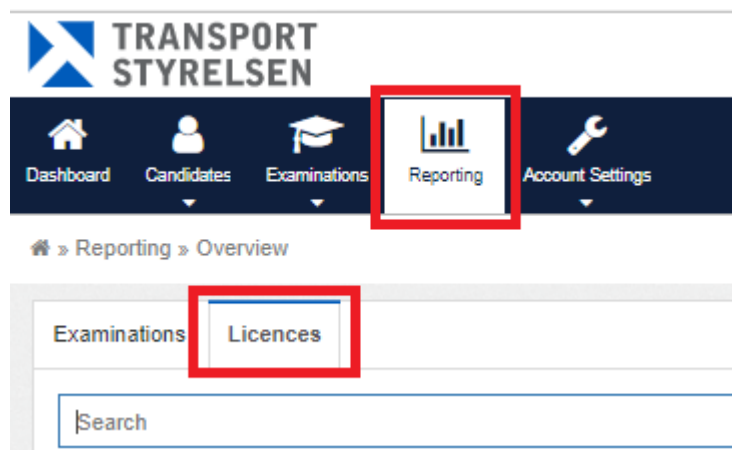 TRANSPORT
STYRELSEN
Dashboard Candidates Examinations Reporting Account Settings
» Reporting » Overview
Examinations Licences
Search